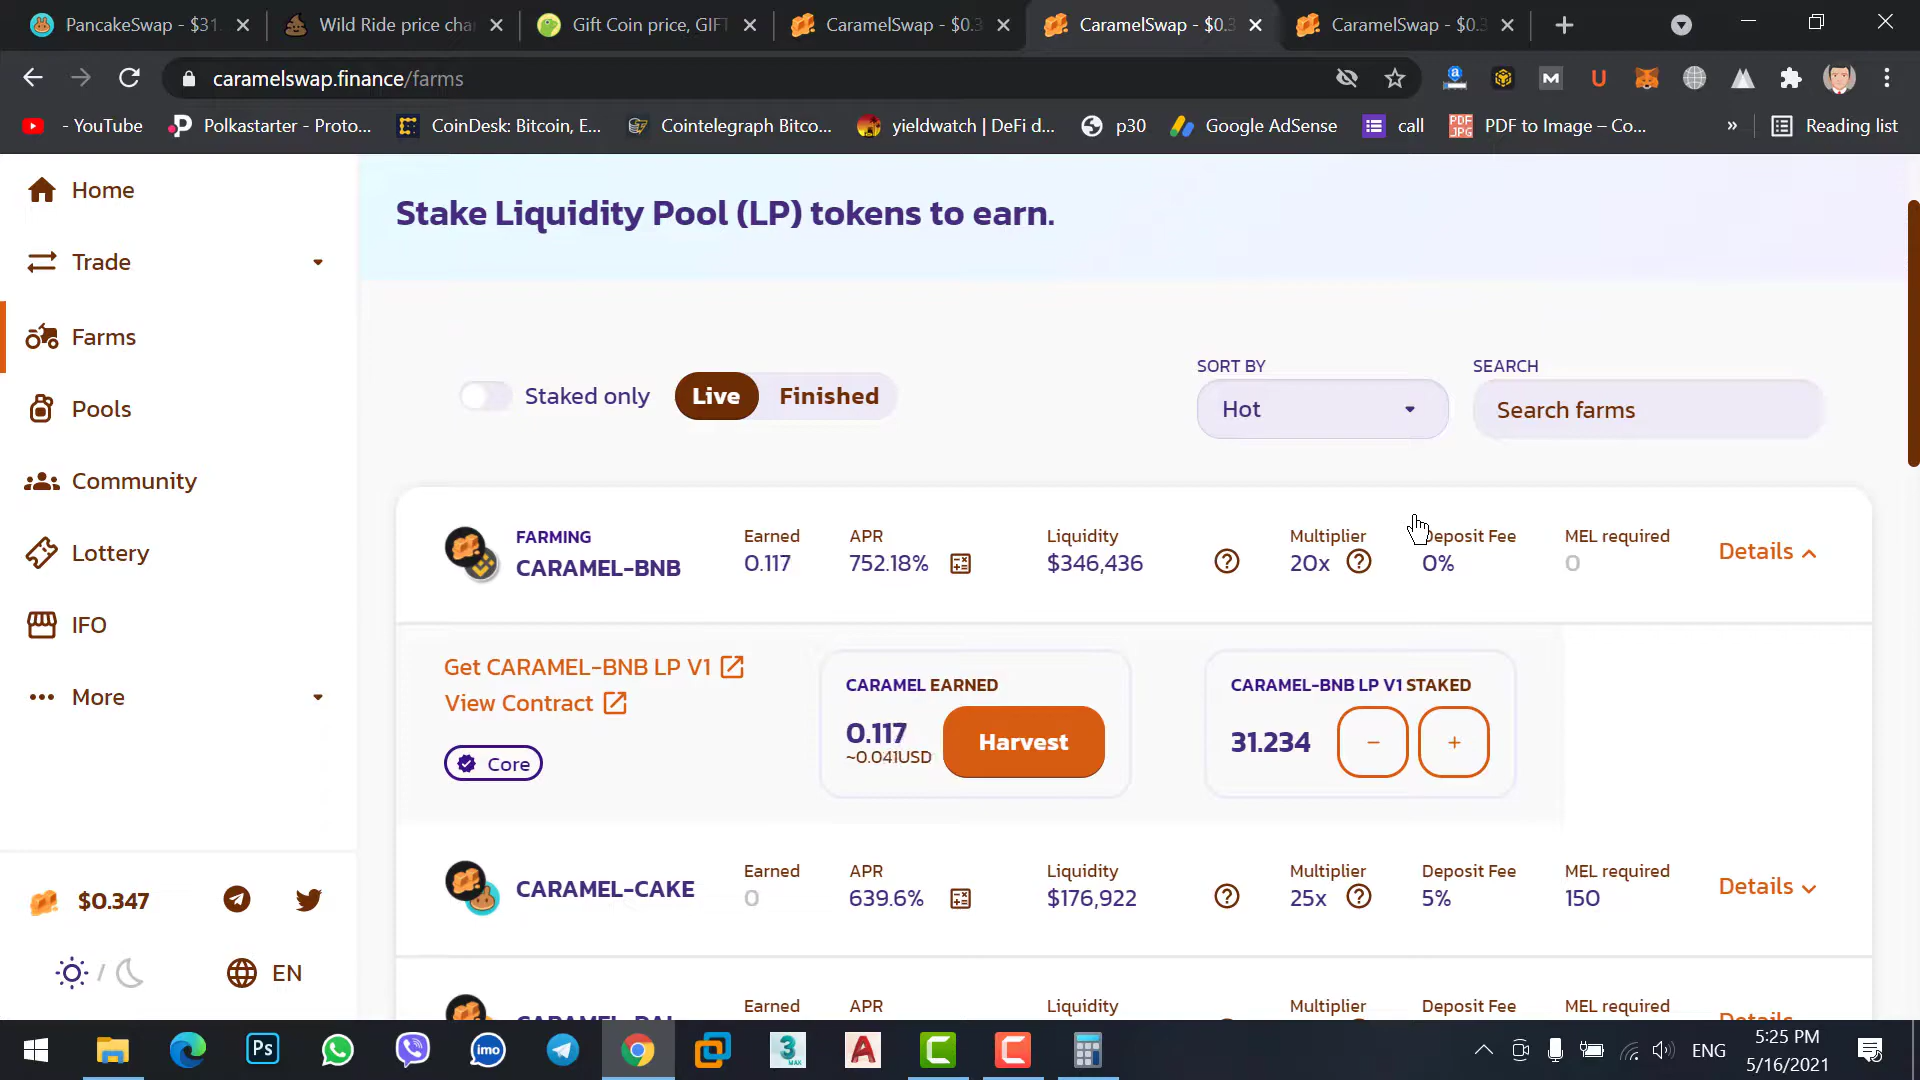 PancakeSwap - $31
Wild Ride price cha
Gift Coin price, GIFT
CaramelSwap - $0.3
CaramelSwap - $0.3
CaramelSwap - $0.3
caramelswap.finance/farms
- YouTube
Polkastarter - Proto...
CoinDesk: Bitcoin, E...
Cointelegraph Bitco...
yieldwatch | DeFi d...
p30
Google AdSense
call
PDF to Image – Co...
»
Reading list
Home
Trade
Farms
Pools
Community
Lottery
IFO
More
$0.347
/
EN
Stake Liquidity Pool (LP) tokens to earn.
Staked only
Live
Finished
SORT BY
Hot
SEARCH
Search farms
FARMING
CARAMEL-BNB
Earned
0.117
APR
752.18%
Liquidity
$346,436
Multiplier
20x
Deposit Fee
0%
MEL required
0
Details
Get CARAMEL-BNB LP V1
View Contract
Core
CARAMEL EARNED
0.117
~0.041USD
Harvest
CARAMEL-BNB LP V1 STAKED
31.234
−
+
CARAMEL-CAKE
Earned
0
APR
639.6%
Liquidity
$176,922
Multiplier
25x
Deposit Fee
5%
MEL required
150
Details
Earned
APR
Liquidity
Multiplier
Deposit Fee
MEL required
Details
ENG
5:25 PM
5/16/2021